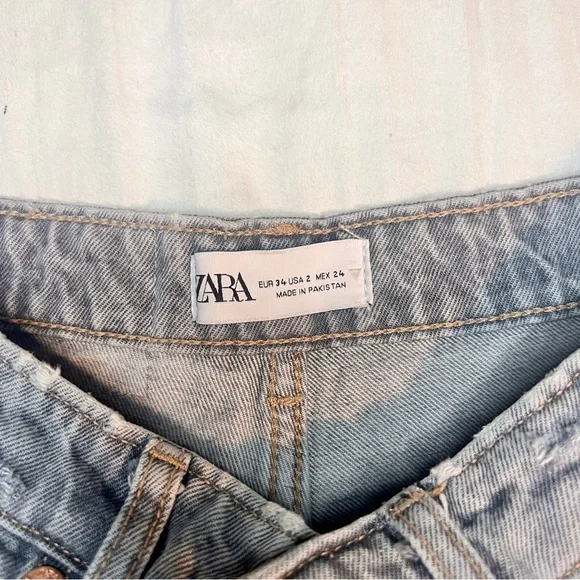 ZARA
EUR 34 USA 2 MEX 24
MADE IN PAKISTAN